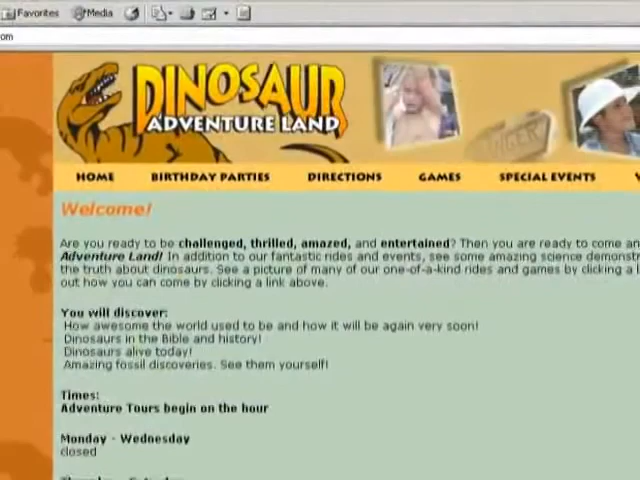 Favorites Media
om
DINOSAUR
ADVENTURE LAND
DANGER
HOME BIRTHDAY PARTIES DIRECTIONS GAMES SPECIAL EVENTS
Welcome!
Are you ready to be challenged, thrilled, amazed, and entertained? Then you are ready to come an
Adventure Land! In addition to our fantastic rides and events, see some amazing science demonst
the truth about dinosaurs. See a picture of many of our one-of-a-kind rides and games by clicking a l
out how you can come by clicking a link above.
You will discover:
How awesome the world used to be and how it will be again very soon!
Dinosaurs in the Bible and history!
Dinosaurs alive today!
Amazing fossil discoveries. See them yourself!
Times:
Adventure Tours begin on the hour
Monday - Wednesday
closed